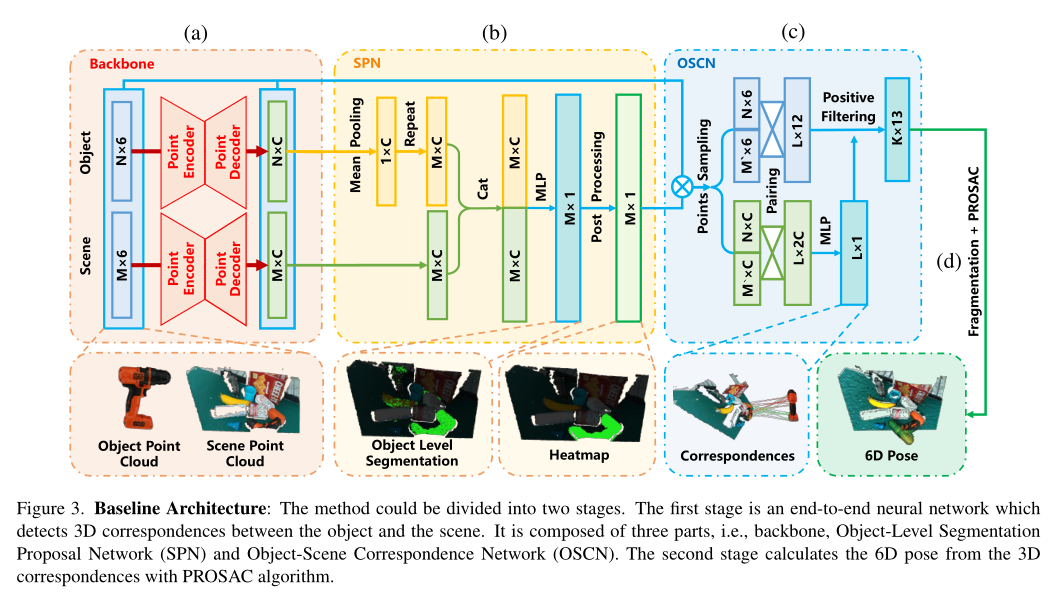 (a)
(b)
(c)
Backbone
SPN
OSCN
Object
N×6
Point Encoder
Point Decoder
N×C
Mean Pooling
1×C
Repeat
M×C
Cat
M×C
MLP
M×1
Post Processing
M×1
Points Sampling
N×6
M`×6
Pairing
L×12
Positive
Filtering
K×13
Scene
M×6
Point Encoder
Point Decoder
M×C
M×C
M×C
N×C
M`×C
L×2C
MLP
L×1
(d)
Fragmentation + PROSAC
Object Point
Cloud
Scene Point
Cloud
Object Level
Segmentation
Heatmap
Correspondences
6D Pose
Figure 3. Baseline Architecture: The method could be divided into two stages. The first stage is an end-to-end neural network which
detects 3D correspondences between the object and the scene. It is composed of three parts, i.e., backbone, Object-Level Segmentation
Proposal Network (SPN) and Object-Scene Correspondence Network (OSCN). The second stage calculates the 6D pose from the 3D
correspondences with PROSAC algorithm.